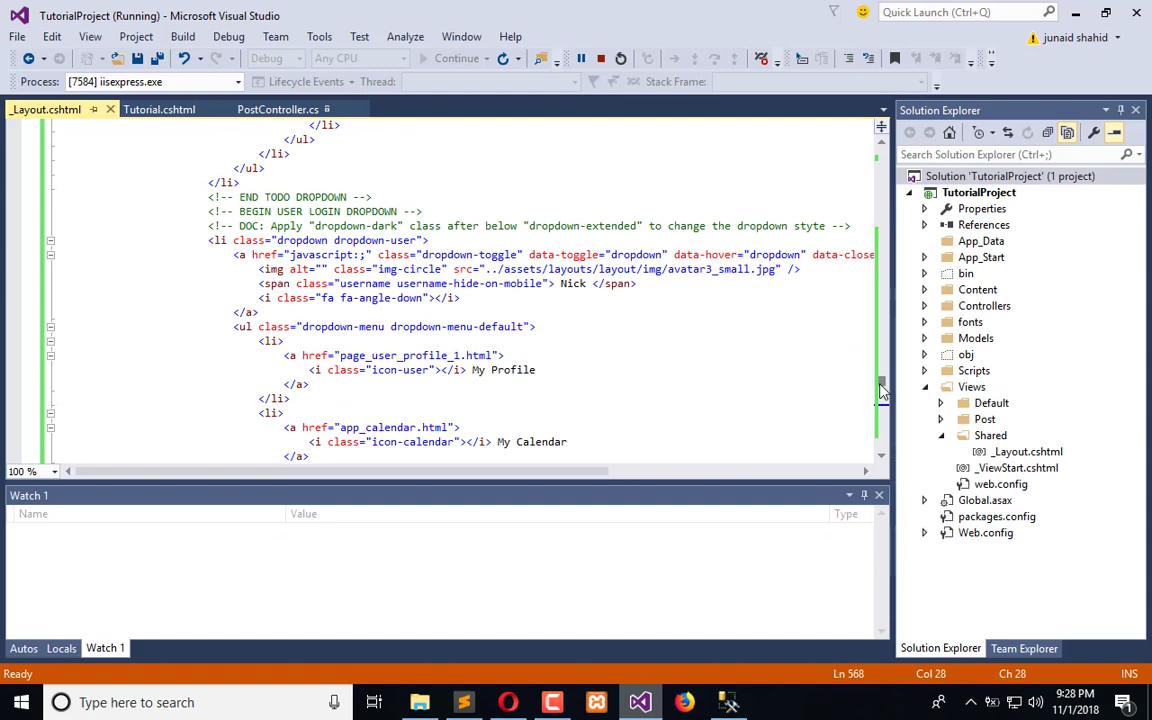 TutorialProject (Running) - Microsoft Visual Studio
Quick Launch (Ctrl+Q)
File Edit View Project Build Debug Team Tools Test Analyze Window Help
junaid shahid
Debug Any CPU Continue
Process: [7584] iisexpress.exe Lifecycle Events Thread: Stack Frame:
_Layout.cshtml Tutorial.cshtml PostController.cs
</li>
</ul>
</li>
</ul>
</li>
<!-- END TODO DROPDOWN -->
<!-- BEGIN USER LOGIN DROPDOWN -->
<!-- DOC: Apply "dropdown-dark" class after below "dropdown-extended" to change the dropdown styte -->
<li class="dropdown dropdown-user">
<a href="javascript:;" class="dropdown-toggle" data-toggle="dropdown" data-hover="dropdown" data-close
<img alt="" class="img-circle" src="../assets/layouts/layout/img/avatar3_small.jpg" />
<span class="username username-hide-on-mobile"> Nick </span>
<i class="fa fa-angle-down"></i>
</a>
<ul class="dropdown-menu dropdown-menu-default">
<li>
<a href="page_user_profile_1.html">
<i class="icon-user"></i> My Profile
</a>
</li>
<li>
<a href="app_calendar.html">
<i class="icon-calendar"></i> My Calendar
</a>
100 %
Watch 1
Name Value Type
Autos Locals Watch 1
Solution Explorer
Search Solution Explorer (Ctrl+;)
Solution 'TutorialProject' (1 project)
TutorialProject
Properties
References
App_Data
App_Start
bin
Content
Controllers
fonts
Models
obj
Scripts
Views
Default
Post
Shared
_Layout.cshtml
_ViewStart.cshtml
web.config
Global.asax
packages.config
Web.config
Solution Explorer Team Explorer
Ready Ln 568 Col 28 Ch 28 INS
Type here to search
9:28 PM
11/1/2018